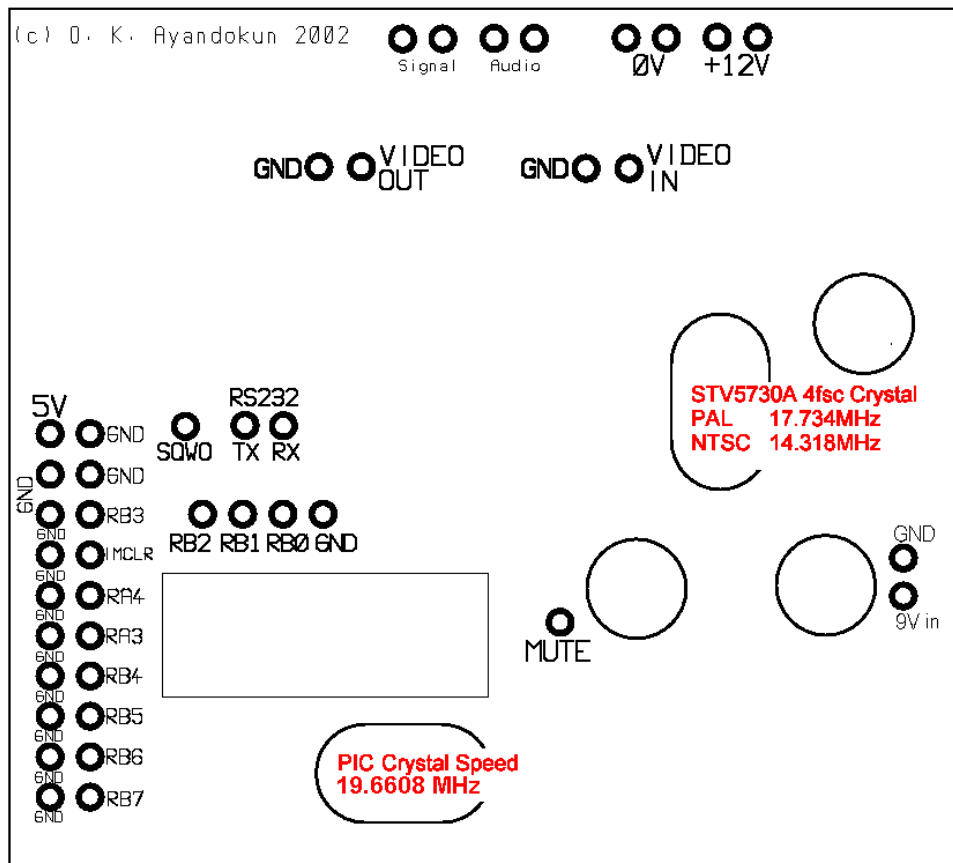 (c) O. K. Ayandokun 2002
Signal Audio
0V +12V
GND VIDEO OUT
GND VIDEO IN
STV5730A 4fsc Crystal
PAL 17.734MHz
NTSC 14.318MHz
5V
GND
RS232
SQWO TX RX
GND
GND
RB3
GND
!MCLR
GND
RA4
GND
RA3
GND
RB4
GND
RB5
GND
RB6
GND
RB7
GND
RB2 RB1 RB0 GND
MUTE
GND
9V in
PIC Crystal Speed
19.6608 MHz